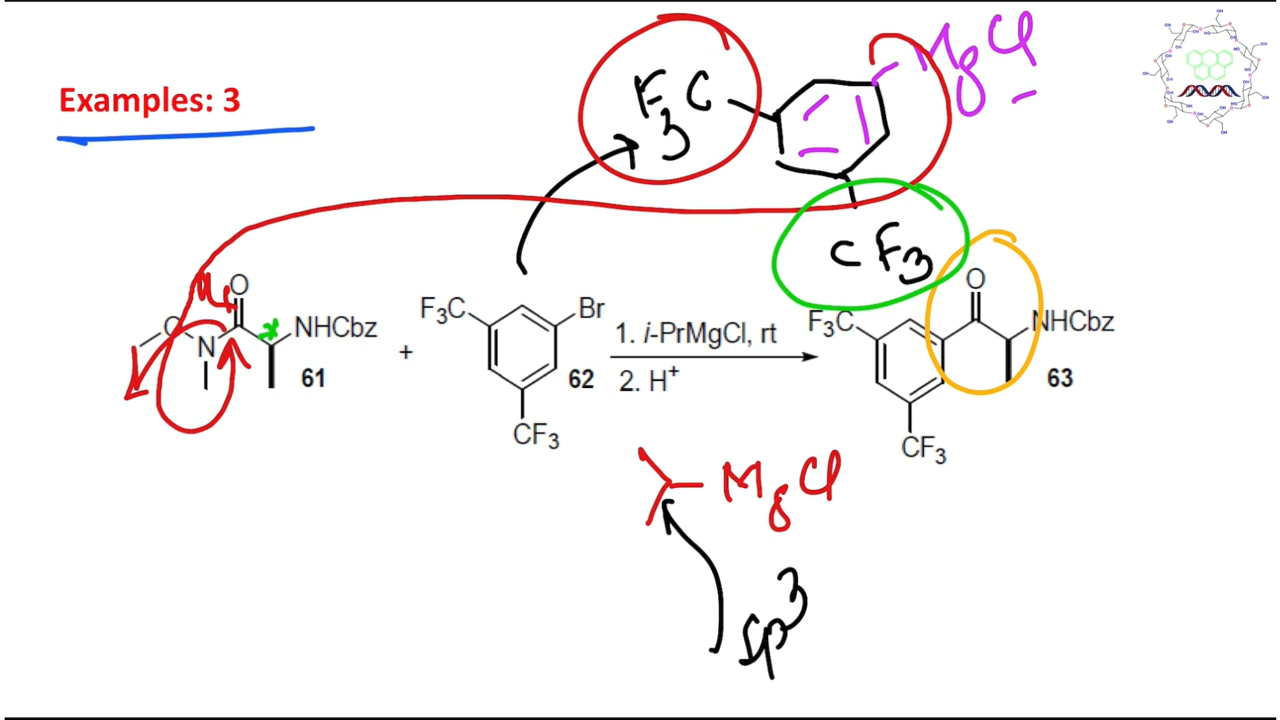 Examples: 3
F3C
MgCl
CF3
O
O
N
NHCbz
61
+
F3C
Br
62
CF3
1. i-PrMgCl, rt
2. H+
F3C
O
NHCbz
63
CF3
MgCl
Sp3